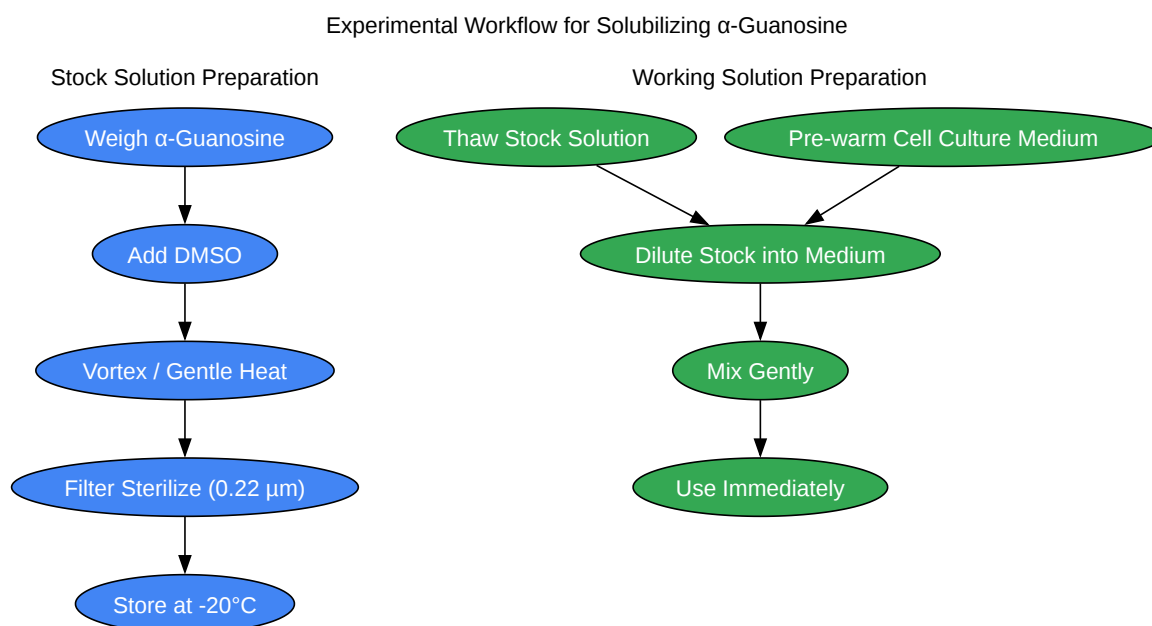 Experimental Workflow for Solubilizing α-Guanosine
Stock Solution Preparation
Weigh α-Guanosine
Add DMSO
Vortex / Gentle Heat
Filter Sterilize (0.22 µm)
Store at -20°C
Working Solution Preparation
Thaw Stock Solution
Pre-warm Cell Culture Medium
Dilute Stock into Medium
Mix Gently
Use Immediately